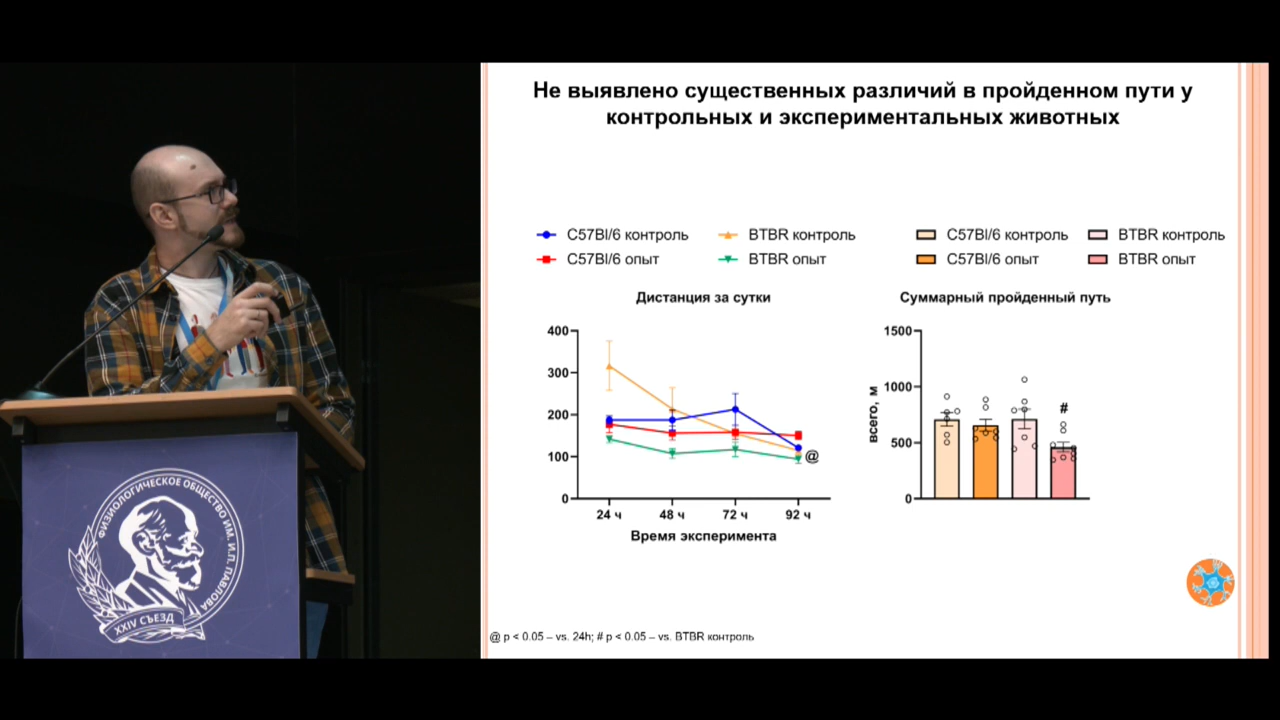 Не выявлено существенных различий в пройденном пути у
контрольных и экспериментальных животных
C57Bl/6 контроль
BTBR контроль
C57Bl/6 опыт
BTBR опыт
C57Bl/6 контроль
BTBR контроль
C57Bl/6 опыт
BTBR опыт
Дистанция за сутки
400
300
200
100
0
@
24 ч 48 ч 72 ч 92 ч
Время эксперимента
Суммарный пройденный путь
всего, м
1500
1000
500
0
#
@ p < 0.05 – vs. 24h; # p < 0.05 – vs. BTBR контроль
ФИЗИОЛОГИЧЕСКОЕ ОБЩЕСТВО ИМ. И.П. ПАВЛОВА
XXIV СЪЕЗД